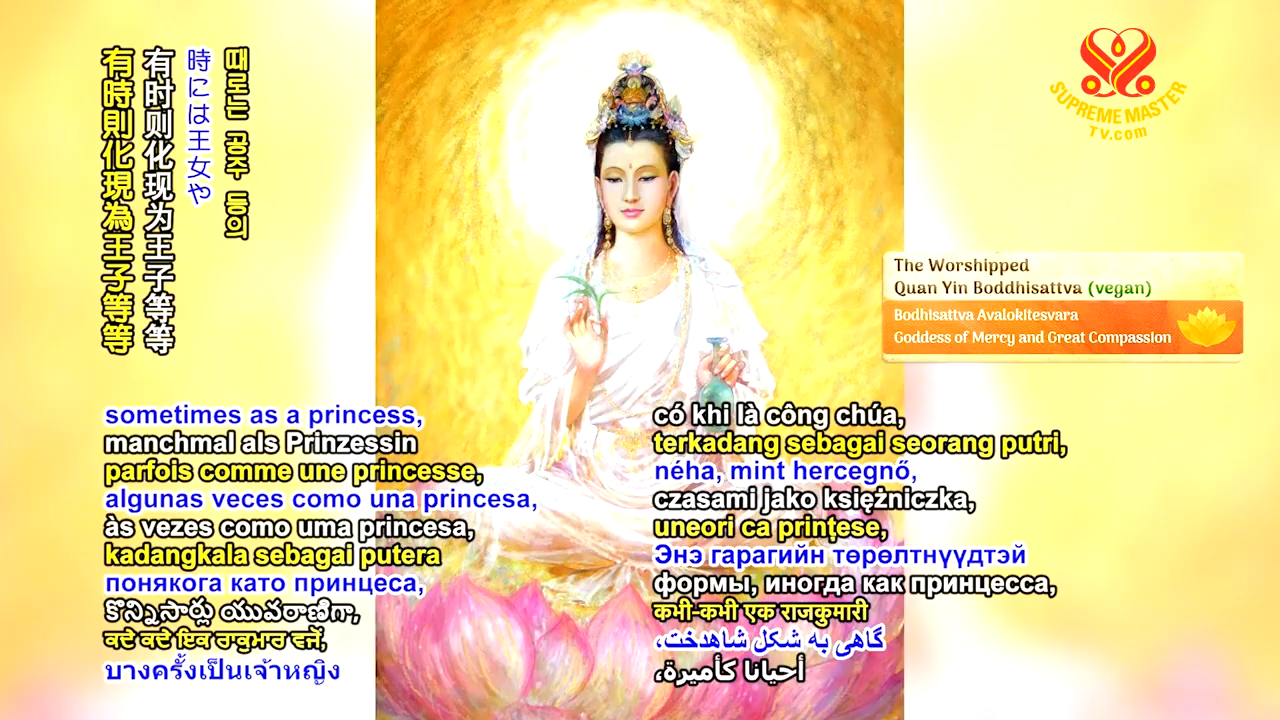 때로는 공주 등의
時には王女や
有时则化现为王子等等
有時則化現為王子等等
SUPREME MASTER
TV.com
The Worshipped
Quan Yin Boddhisattva (vegan)
Bodhisattva Avalokitesvara
Goddess of Mercy and Great Compassion
sometimes as a princess,
manchmal als Prinzessin
parfois comme une princesse,
algunas veces como una princesa,
às vezes como uma princesa,
kadangkala sebagai putera
понякога като принцеса,
కొన్నిసార్లు యువరాణిగా,
ਕਦੇ ਕਦੇ ਇਕ ਰਾਕੁਮਾਰ ਵਜੋਂ,
บางครั้งเป็นเจ้าหญิง
có khi là công chúa,
terkadang sebagai seorang putri,
néha, mint hercegnő,
czasami jako księżniczka,
uneori ca prințese,
Энэ гарагийн төрөлтнүүдтэй
формы, иногда как принцесса,
कभी-कभी एक राजकुमारी
گاهی به شکل شاهدخت،
أحيانا كأميرة،